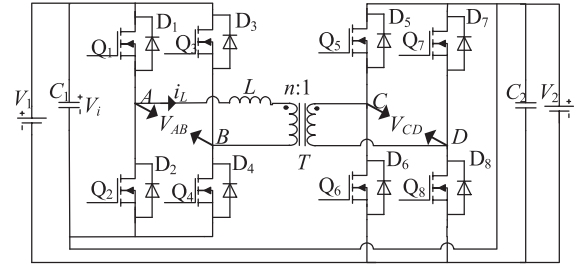 D1 D3 D5 D7
Q1 Q3 Q5 Q7
C1 Vi V1 A iL L n:1 C C2 V2
VAB VCD
B T D
D2 D4 D6 D8
Q2 Q4 Q6 Q8